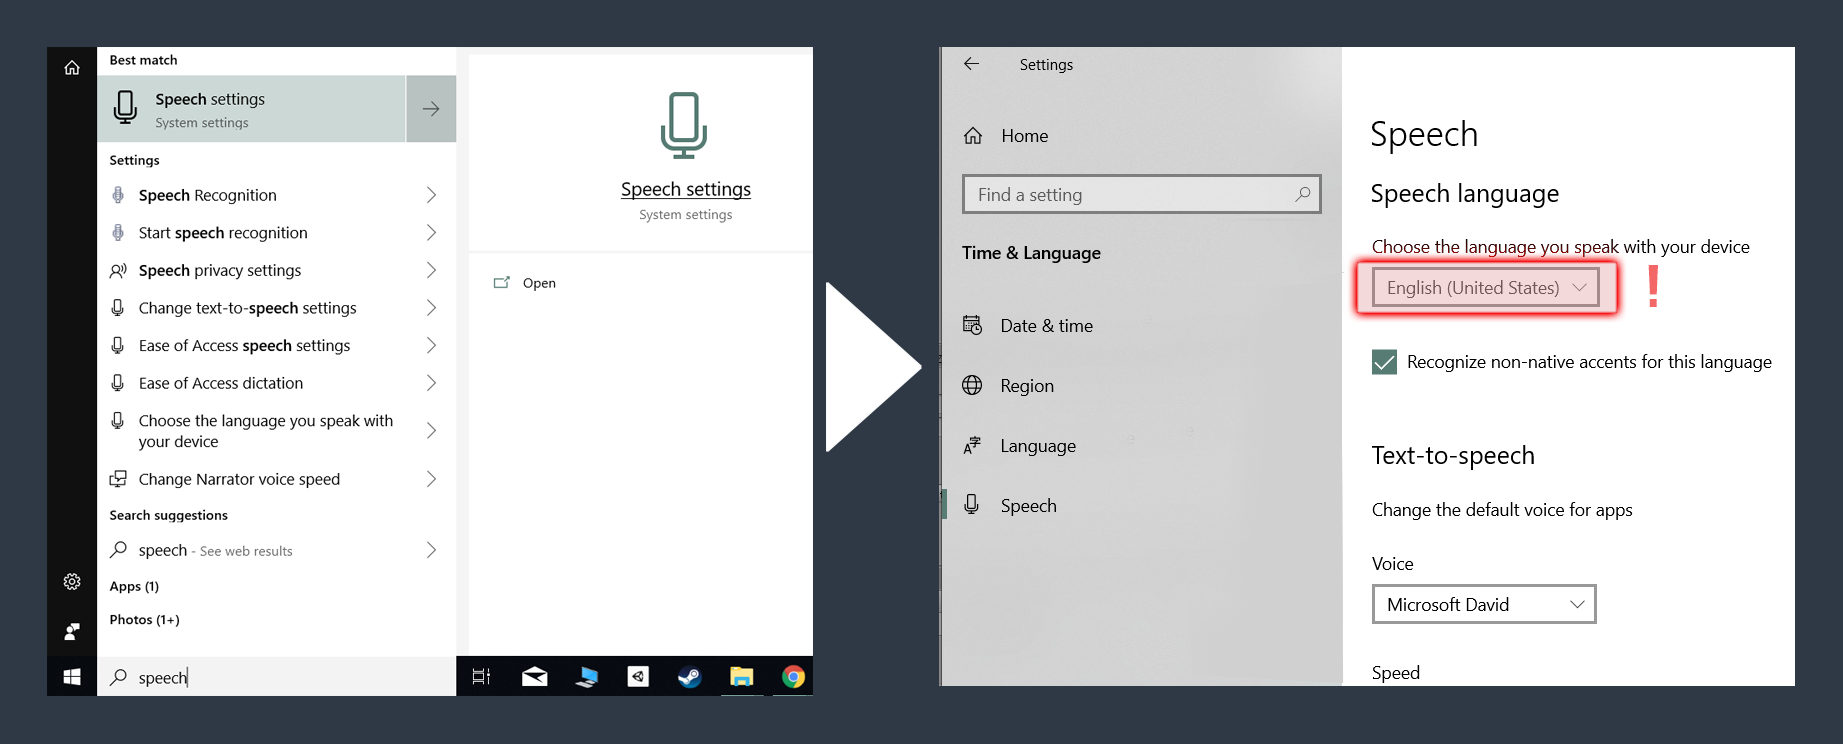 Best match
Speech settings
System settings
Settings
Speech Recognition
Start speech recognition
Speech privacy settings
Change text-to-speech settings
Ease of Access speech settings
Ease of Access dictation
Choose the language you speak with
your device
Change Narrator voice speed
Search suggestions
speech - See web results
Apps (1)
Photos (1+)
speech
Speech settings
System settings
Open
Settings
Home
Find a setting
Time & Language
Date & time
Region
Language
Speech
Speech
Speech language
Choose the language you speak with your device
English (United States)
!
Recognize non-native accents for this language
Text-to-speech
Change the default voice for apps
Voice
Microsoft David
Speed